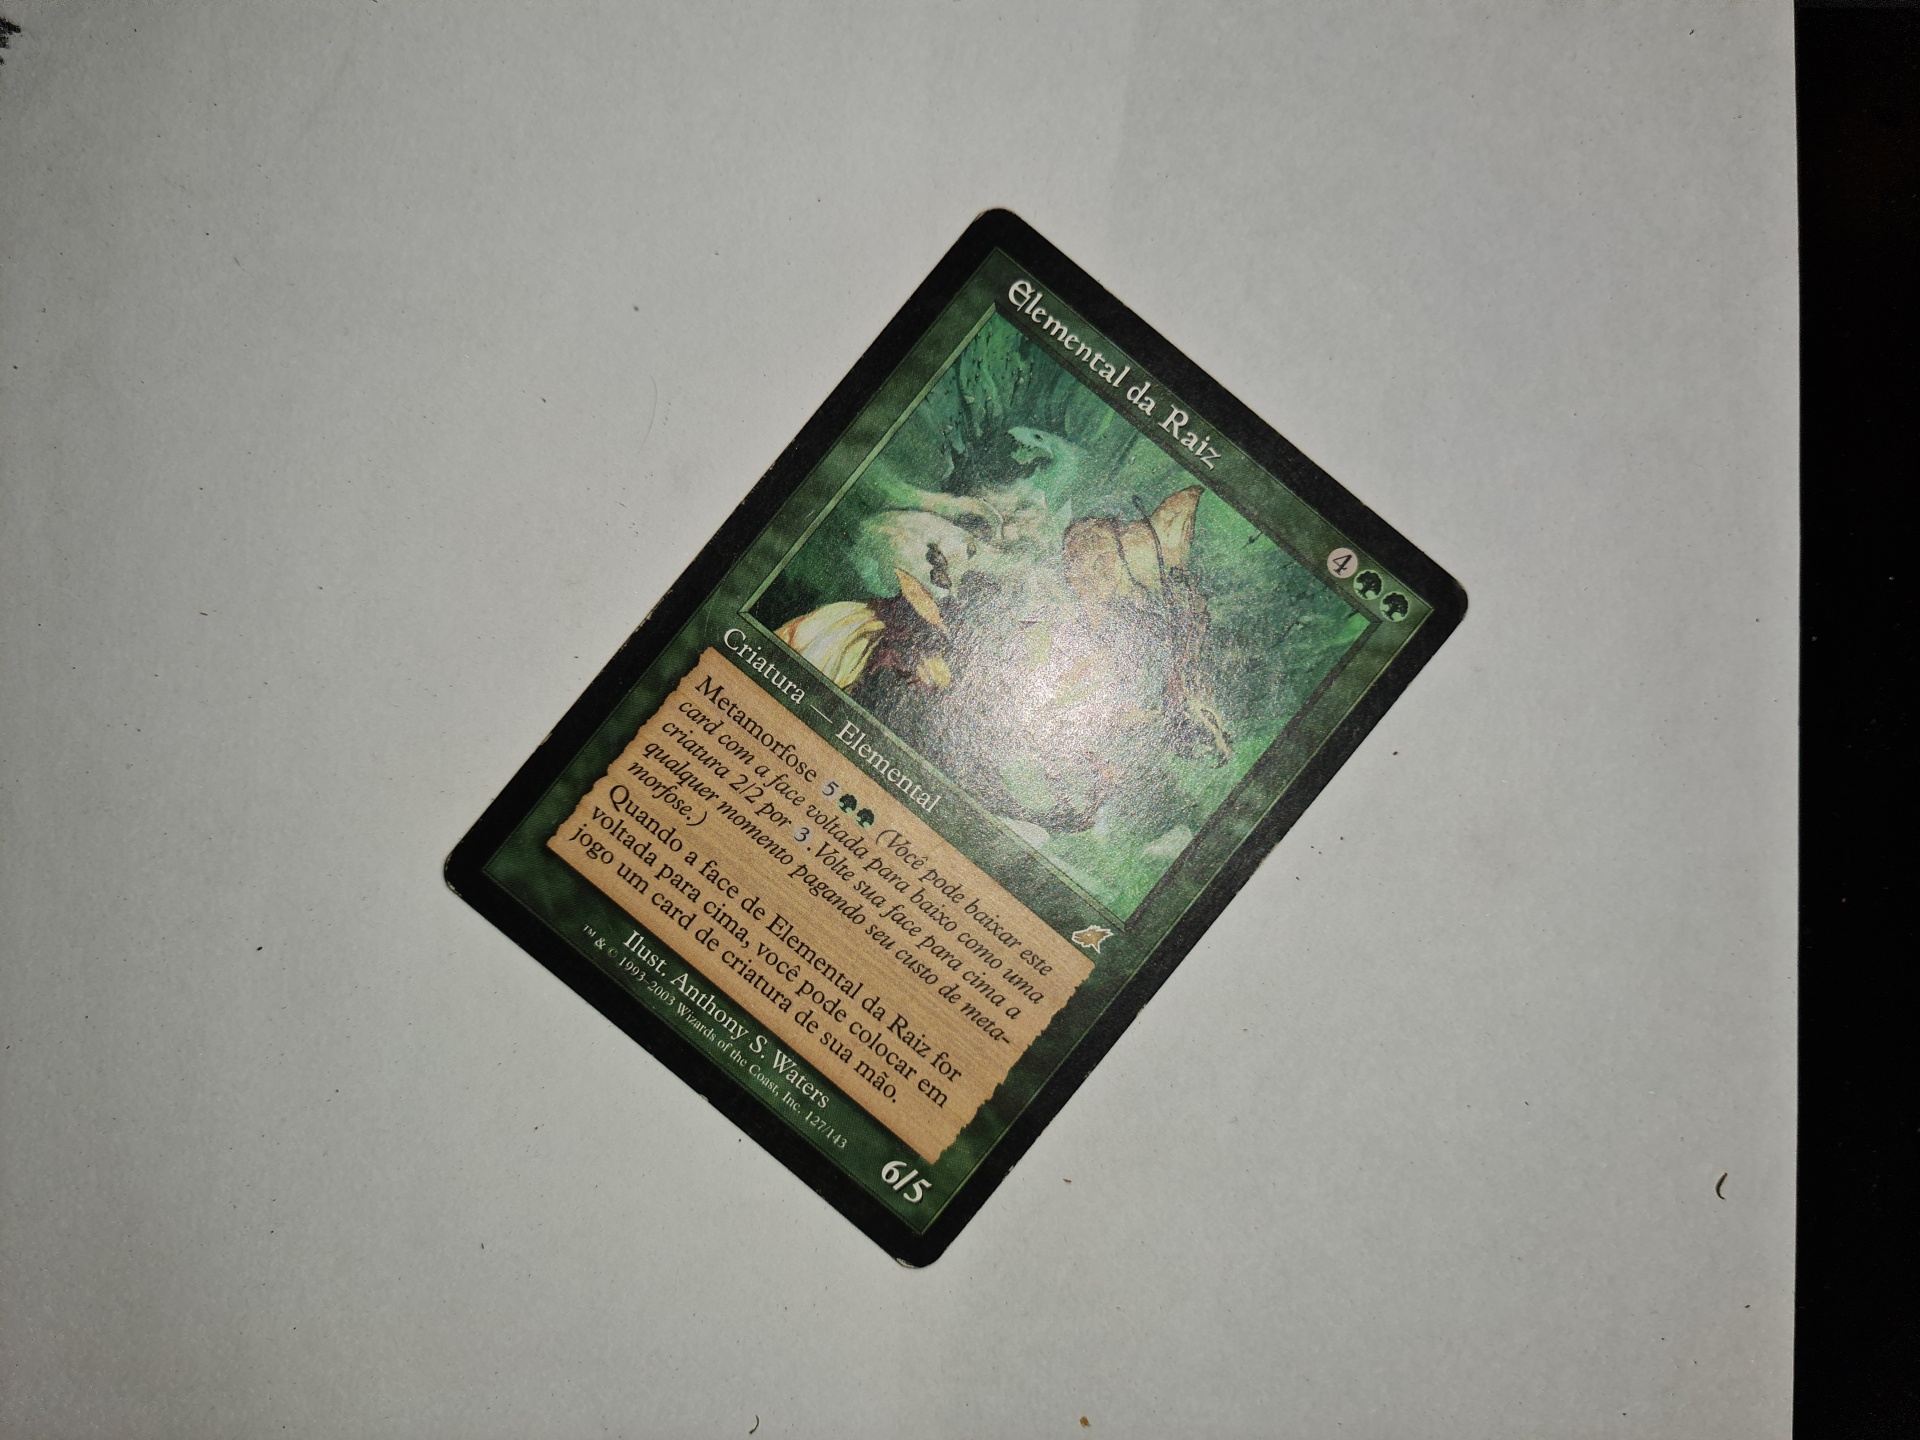 Elemental da Raiz
4
Criatura — Elemental
Metamorfose 5 (Você pode baixar este
card com a face voltada para baixo como uma
criatura 2/2 por 3. Volte sua face para cima a
qualquer momento pagando seu custo de meta-
morfose.)
Quando a face de Elemental da Raiz for
voltada para cima, você pode colocar em
jogo um card de criatura de sua mão.
Ilust. Anthony S. Waters
™ & © 1993–2003 Wizards of the Coast, Inc. 127/143
6/5